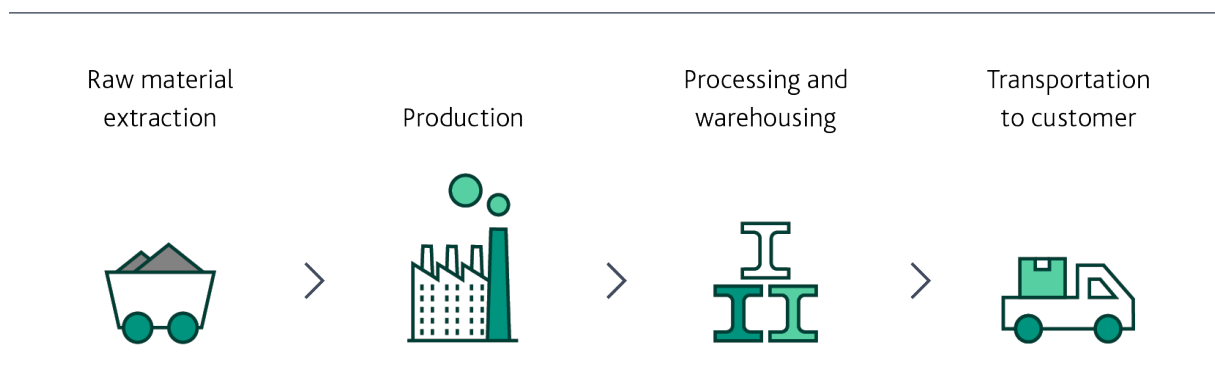 Raw material
extraction
Production
Processing and
warehousing
Transportation
to customer